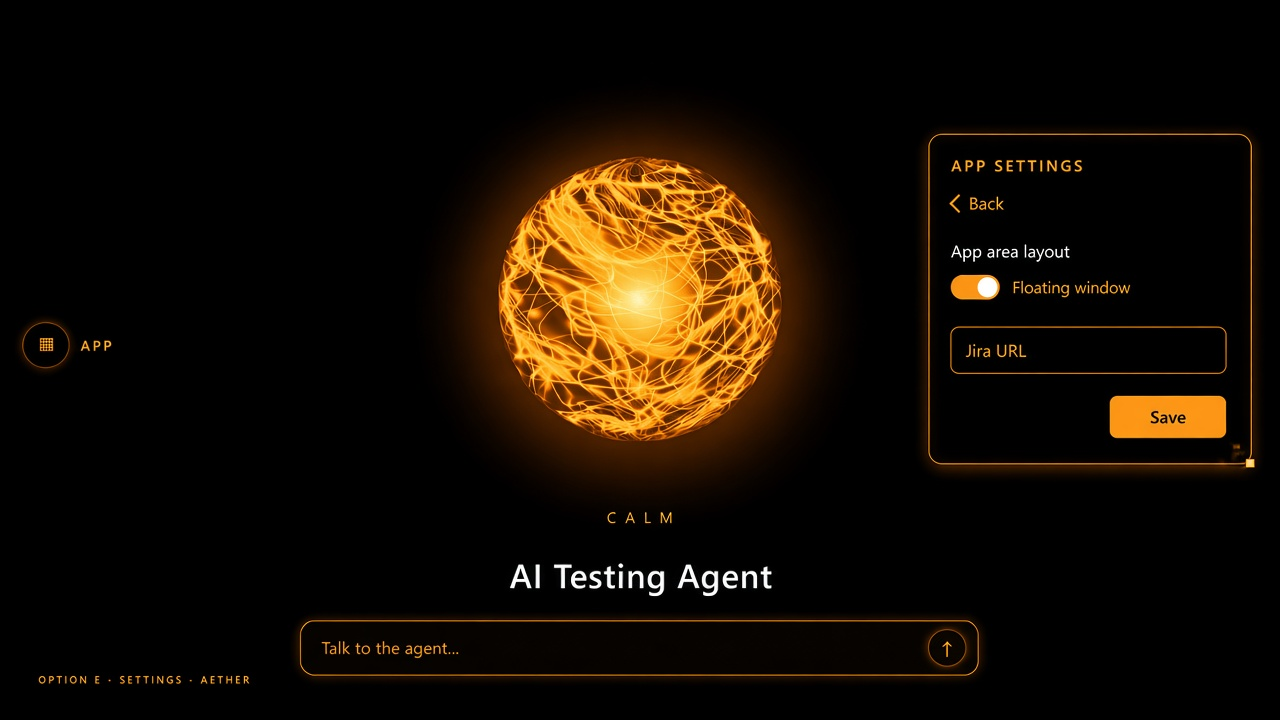 APP SETTINGS
Back
App area layout
Floating window
Jira URL
Save
APP
CALM
AI Testing Agent
Talk to the agent...
OPTION E · SETTINGS · AETHER